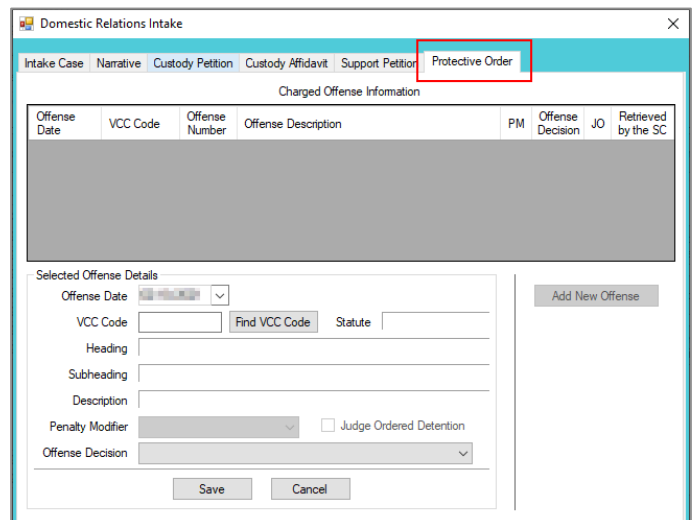 Domestic Relations Intake
Intake Case Narrative Custody Petition Custody Affidavit Support Petition Protective Order
Charged Offense Information
Offense Date VCC Code Offense Number Offense Description PM Offense Decision JO Retrieved by the SC
Selected Offense Details
Offense Date
Add New Offense
VCC Code Find VCC Code Statute
Heading
Subheading
Description
Penalty Modifier Judge Ordered Detention
Offense Decision
Save Cancel